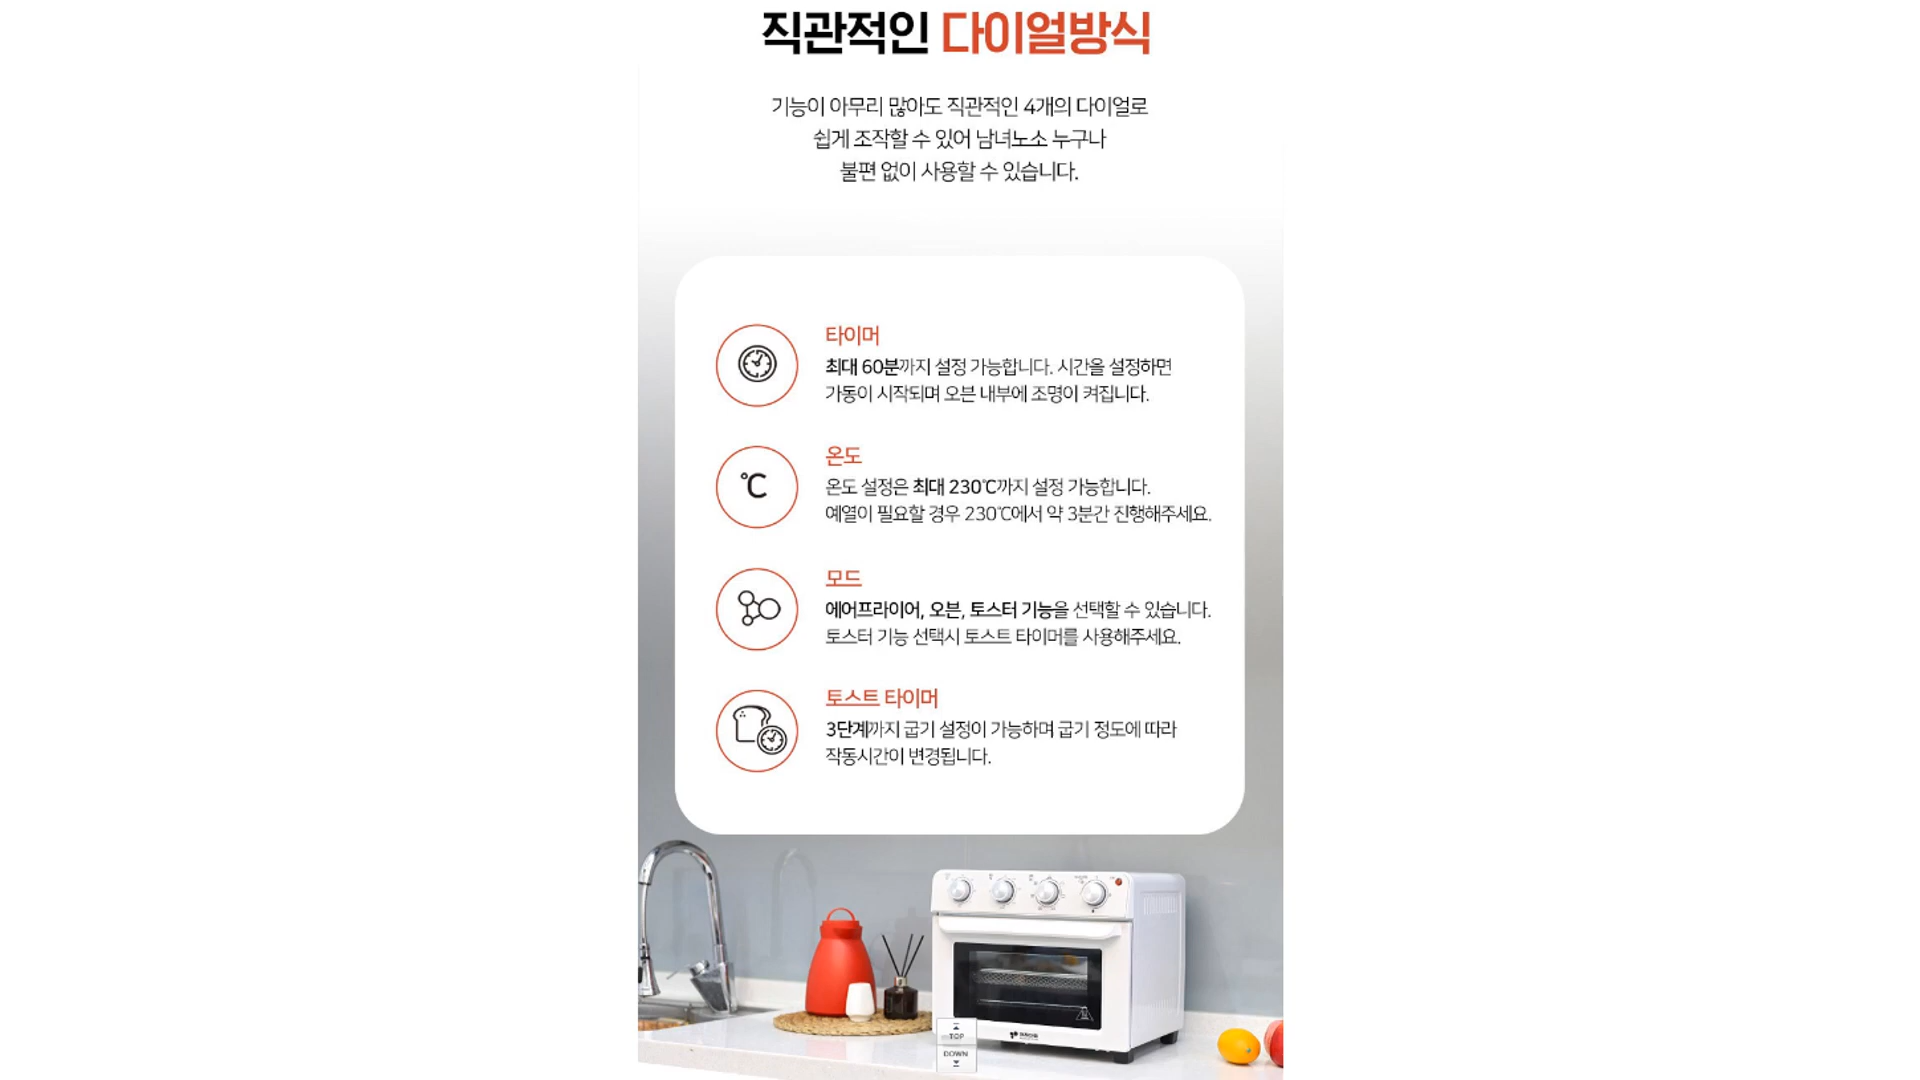 직관적인 다이얼방식
기능이 아무리 많아도 직관적인 4개의 다이얼로
쉽게 조작할 수 있어 남녀노소 누구나
불편 없이 사용할 수 있습니다.
타이머
최대 60분까지 설정 가능합니다. 시간을 설정하면
가동이 시작되며 오븐 내부에 조명이 켜집니다.
℃
온도
온도 설정은 최대 230℃까지 설정 가능합니다.
예열이 필요할 경우 230℃에서 약 3분간 진행해주세요.
모드
에어프라이어, 오븐, 토스터 기능을 선택할 수 있습니다.
토스터 기능 선택시 토스트 타이머를 사용해주세요.
토스트 타이머
3단계까지 굽기 설정이 가능하며 굽기 정도에 따라
작동시간이 변경됩니다.
TOP
DOWN